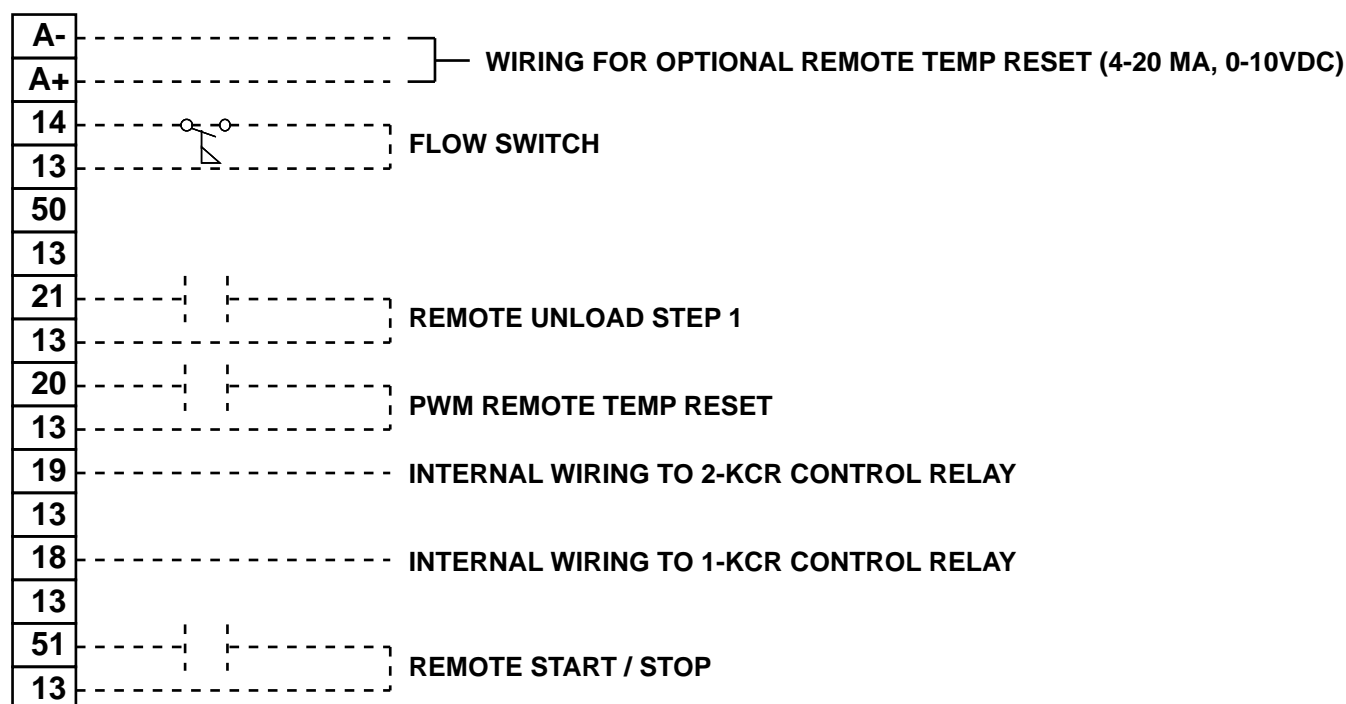 A-
WIRING FOR OPTIONAL REMOTE TEMP RESET (4-20 MA, 0-10VDC)
A+
14
FLOW SWITCH
13
50
13
21
REMOTE UNLOAD STEP 1
13
20
PWM REMOTE TEMP RESET
13
19 INTERNAL WIRING TO 2-KCR CONTROL RELAY
13
18 INTERNAL WIRING TO 1-KCR CONTROL RELAY
13
51
REMOTE START / STOP
13